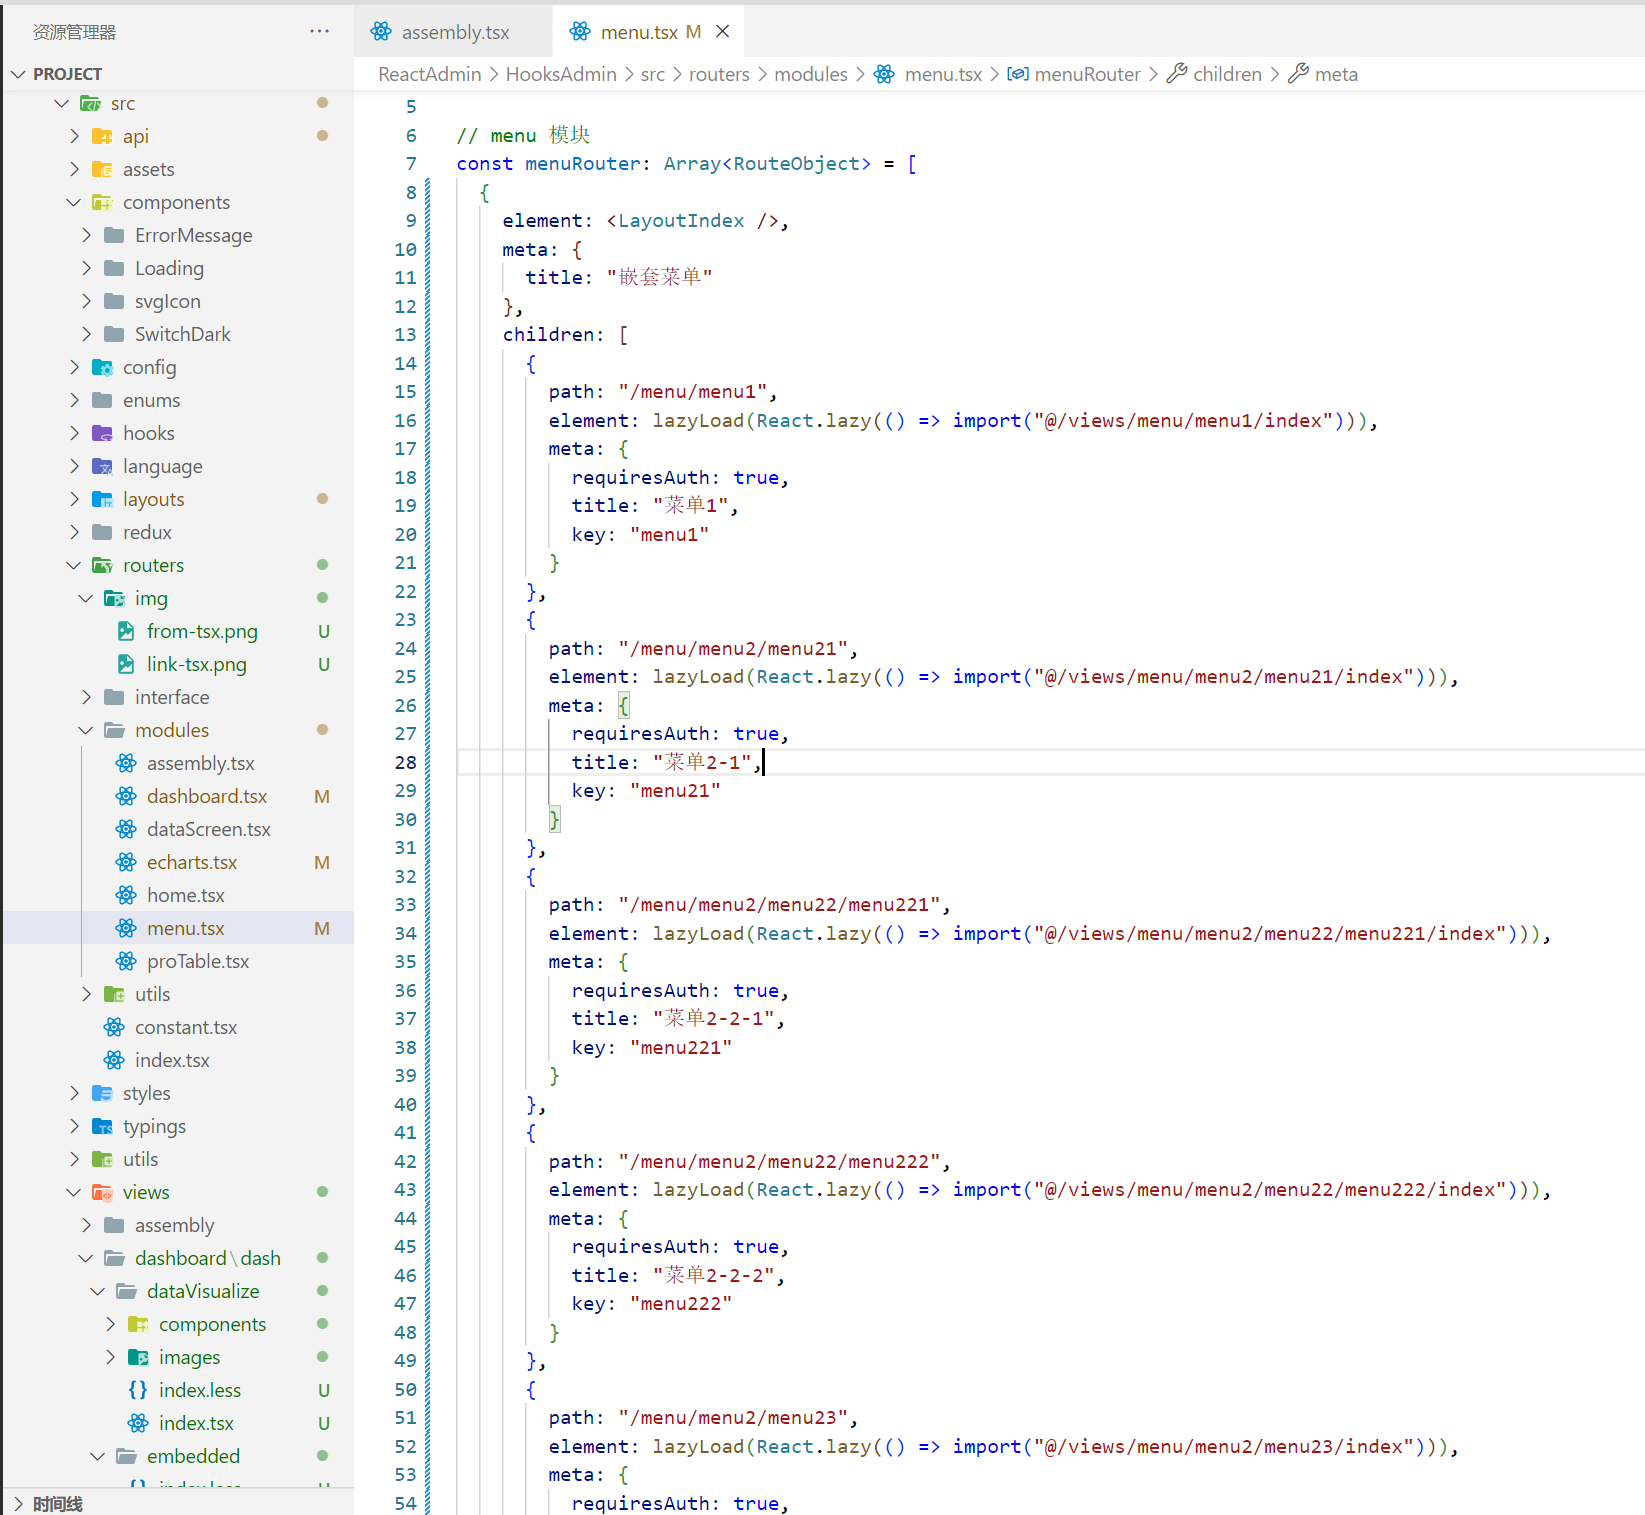 资源管理器
PROJECT
src
api
assets
components
ErrorMessage
Loading
svgIcon
SwitchDark
config
enums
hooks
language
layouts
redux
routers
img
from-tsx.png U
link-tsx.png U
interface
modules
assembly.tsx
dashboard.tsx M
dataScreen.tsx
echarts.tsx M
home.tsx
menu.tsx M
proTable.tsx
utils
constant.tsx
index.tsx
styles
typings
utils
views
assembly
dashboard\dash
dataVisualize
components
images
index.less U
index.tsx U
embedded
index.less U
时间线
assembly.tsx
menu.tsx M
ReactAdmin > HooksAdmin > src > routers > modules > menu.tsx > menuRouter > children > meta
5
6 // menu 模块
7 const menuRouter: Array<RouteObject> = [
8 {
9 element: <LayoutIndex />,
10 meta: {
11 title: "嵌套菜单"
12 },
13 children: [
14 {
15 path: "/menu/menu1",
16 element: lazyLoad(React.lazy(() => import("@/views/menu/menu1/index"))),
17 meta: {
18 requiresAuth: true,
19 title: "菜单1",
20 key: "menu1"
21 }
22 },
23 {
24 path: "/menu/menu2/menu21",
25 element: lazyLoad(React.lazy(() => import("@/views/menu/menu2/menu21/index"))),
26 meta: {
27 requiresAuth: true,
28 title: "菜单2-1",
29 key: "menu21"
30 }
31 },
32 {
33 path: "/menu/menu2/menu22/menu221",
34 element: lazyLoad(React.lazy(() => import("@/views/menu/menu2/menu22/menu221/index"))),
35 meta: {
36 requiresAuth: true,
37 title: "菜单2-2-1",
38 key: "menu221"
39 }
40 },
41 {
42 path: "/menu/menu2/menu22/menu222",
43 element: lazyLoad(React.lazy(() => import("@/views/menu/menu2/menu22/menu222/index"))),
44 meta: {
45 requiresAuth: true,
46 title: "菜单2-2-2",
47 key: "menu222"
48 }
49 },
50 {
51 path: "/menu/menu2/menu23",
52 element: lazyLoad(React.lazy(() => import("@/views/menu/menu2/menu23/index"))),
53 meta: {
54 requiresAuth: true,